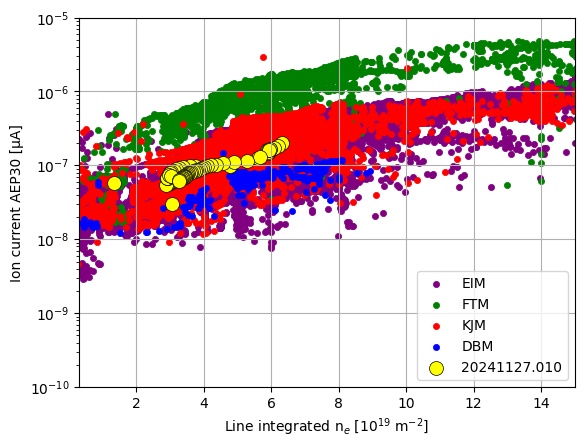 Ion current AEP30 [µA]
10⁻⁵
10⁻⁶
10⁻⁷
10⁻⁸
10⁻⁹
10⁻¹⁰
EIM
FTM
KJM
DBM
20241127.010
2 4 6 8 10 12 14
Line integrated nₑ [10¹⁹ m⁻²]